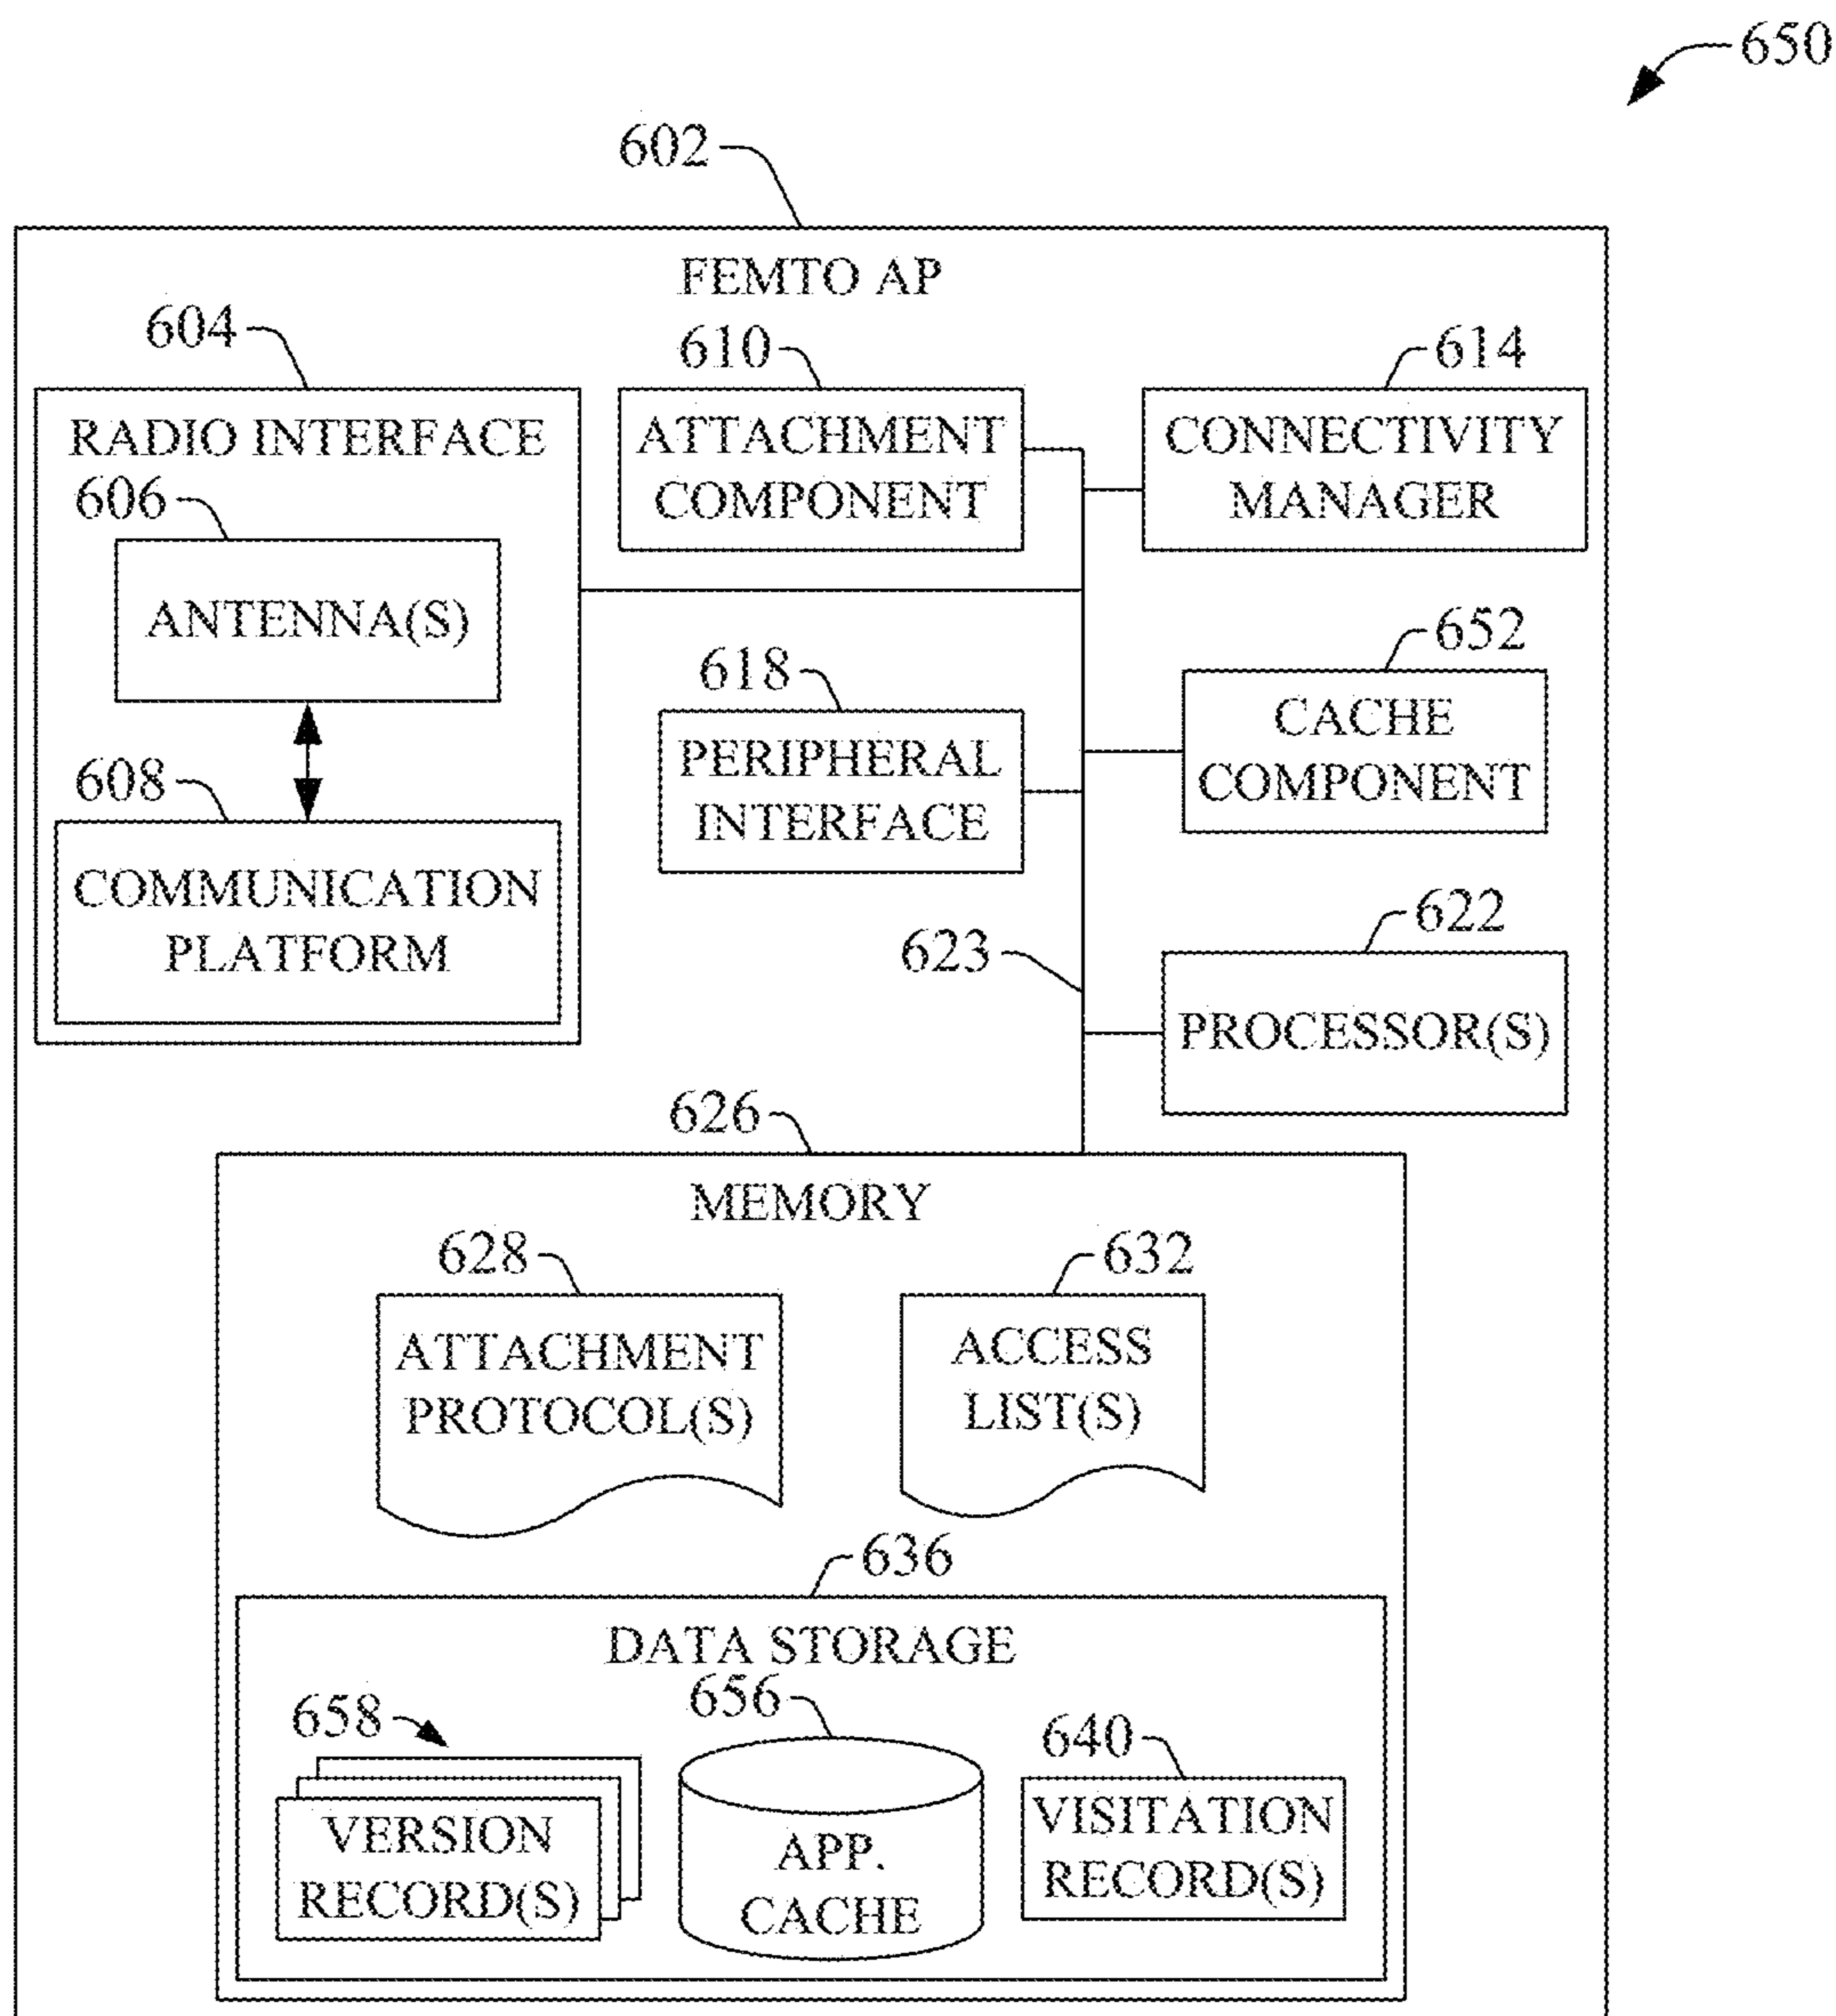 650
602
FEMTO AP
604
RADIO INTERFACE
606
ANTENNA(S)
608
COMMUNICATION
PLATFORM
610
ATTACHMENT
COMPONENT
614
CONNECTIVITY
MANAGER
618
PERIPHERAL
INTERFACE
652
CACHE
COMPONENT
623
622
PROCESSOR(S)
626
MEMORY
628
ATTACHMENT
PROTOCOL(S)
632
ACCESS
LIST(S)
636
DATA STORAGE
658
VERSION
RECORD(S)
656
APP.
CACHE
640
VISITATION
RECORD(S)